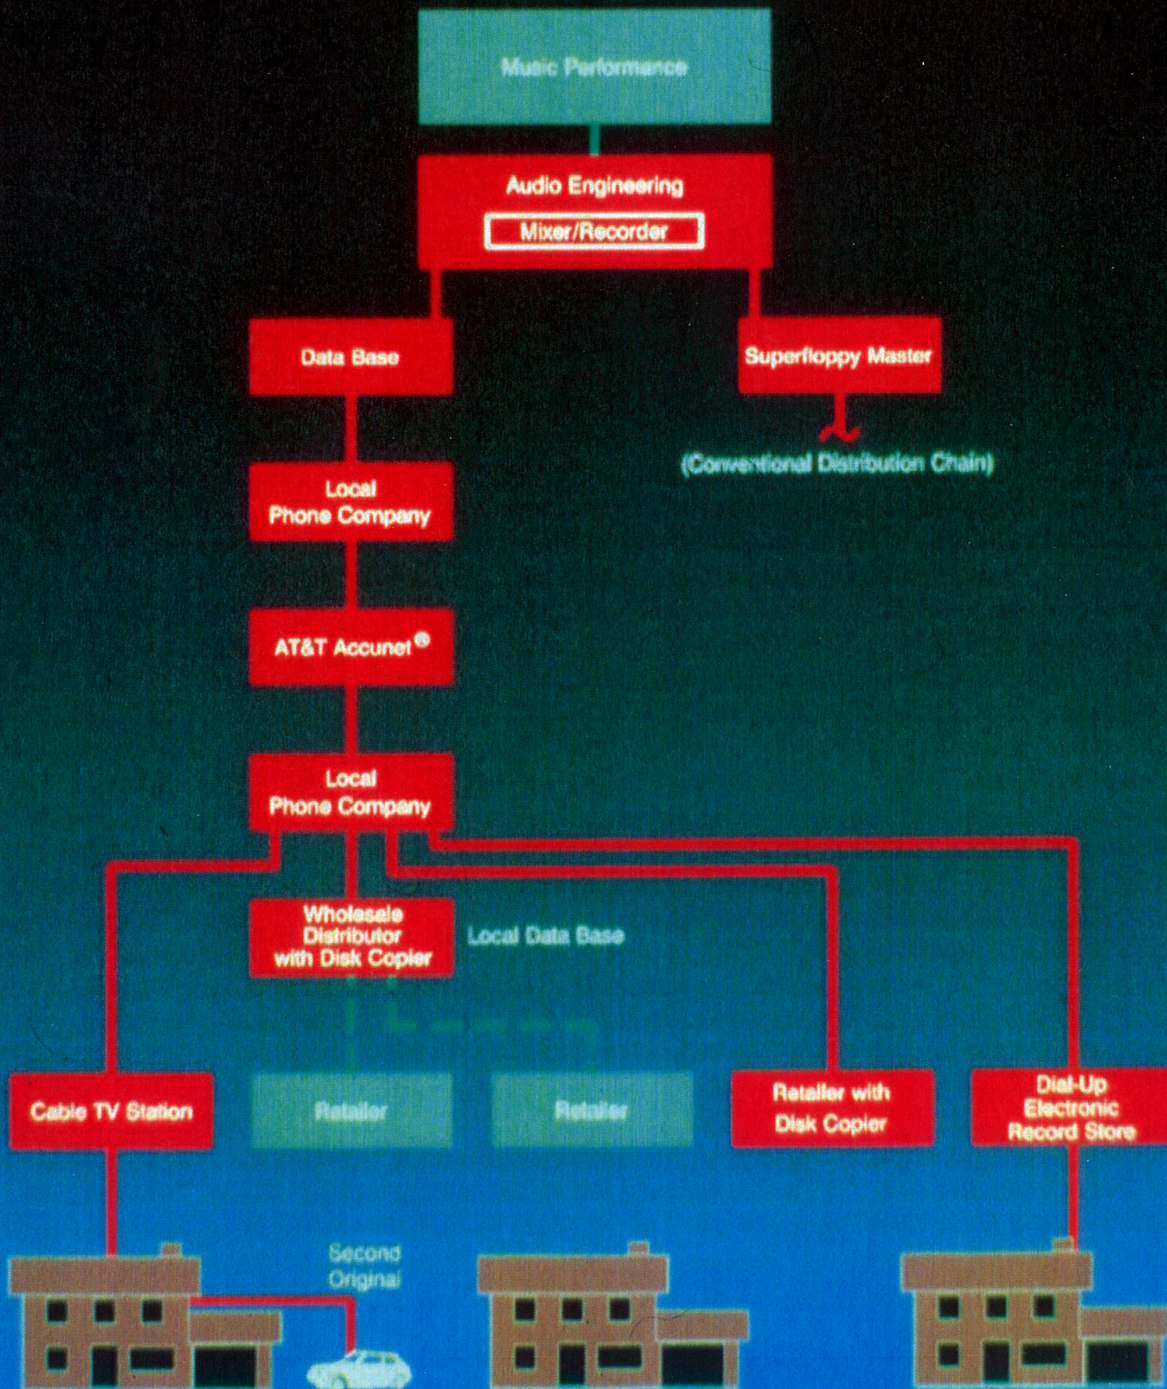 Music Performance
Audio Engineering
Mixer/Recorder
Data Base
Superfloppy Master
(Conventional Distribution Chain)
Local
Phone Company
AT&T Accunet®
Local
Phone Company
Wholesale
Distributor
with Disk Copier
Local Data Base
Cable TV Station
Retailer
Retailer
Retailer with
Disk Copier
Dial-Up
Electronic
Record Store
Second
Original